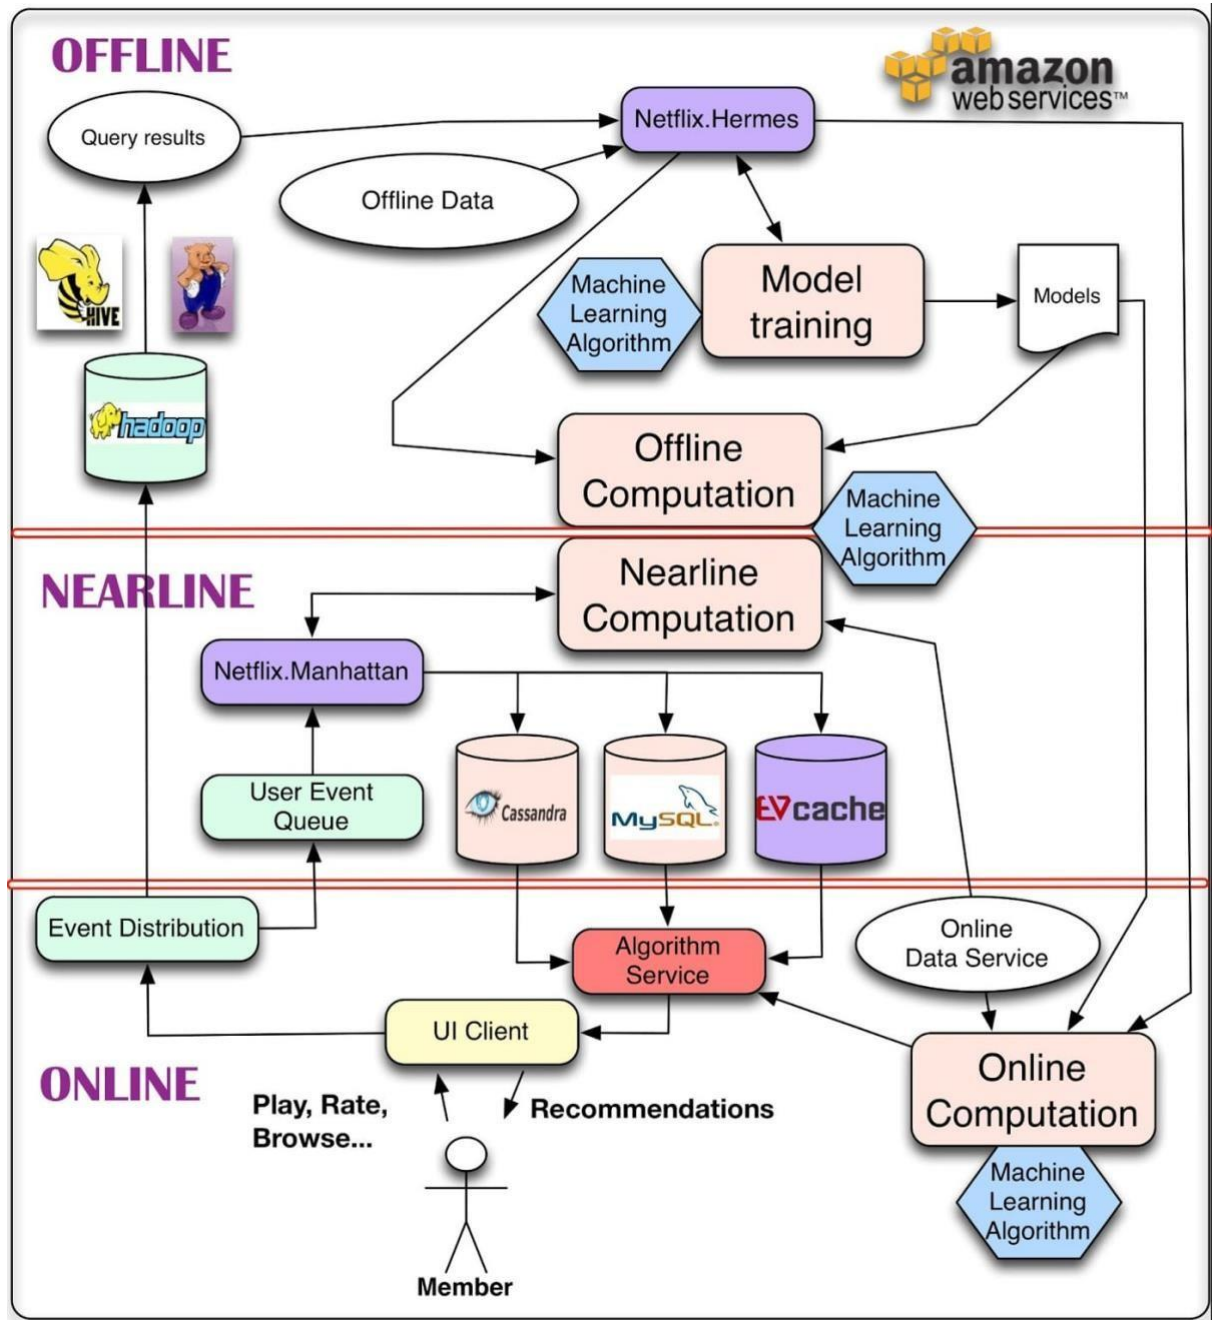 OFFLINE
amazon
webservices™
Query results
Netflix.Hermes
Offline Data
HIVE
Machine
Learning
Algorithm
Model
training
Models
hadoop
Offline
Computation
Machine
Learning
Algorithm
NEARLINE
Nearline
Computation
Netflix.Manhattan
User Event
Queue
Cassandra
MySQL
EVcache
Event Distribution
Algorithm
Service
Online
Data Service
UI Client
ONLINE
Play, Rate,
Browse...
Recommendations
Online
Computation
Machine
Learning
Algorithm
Member